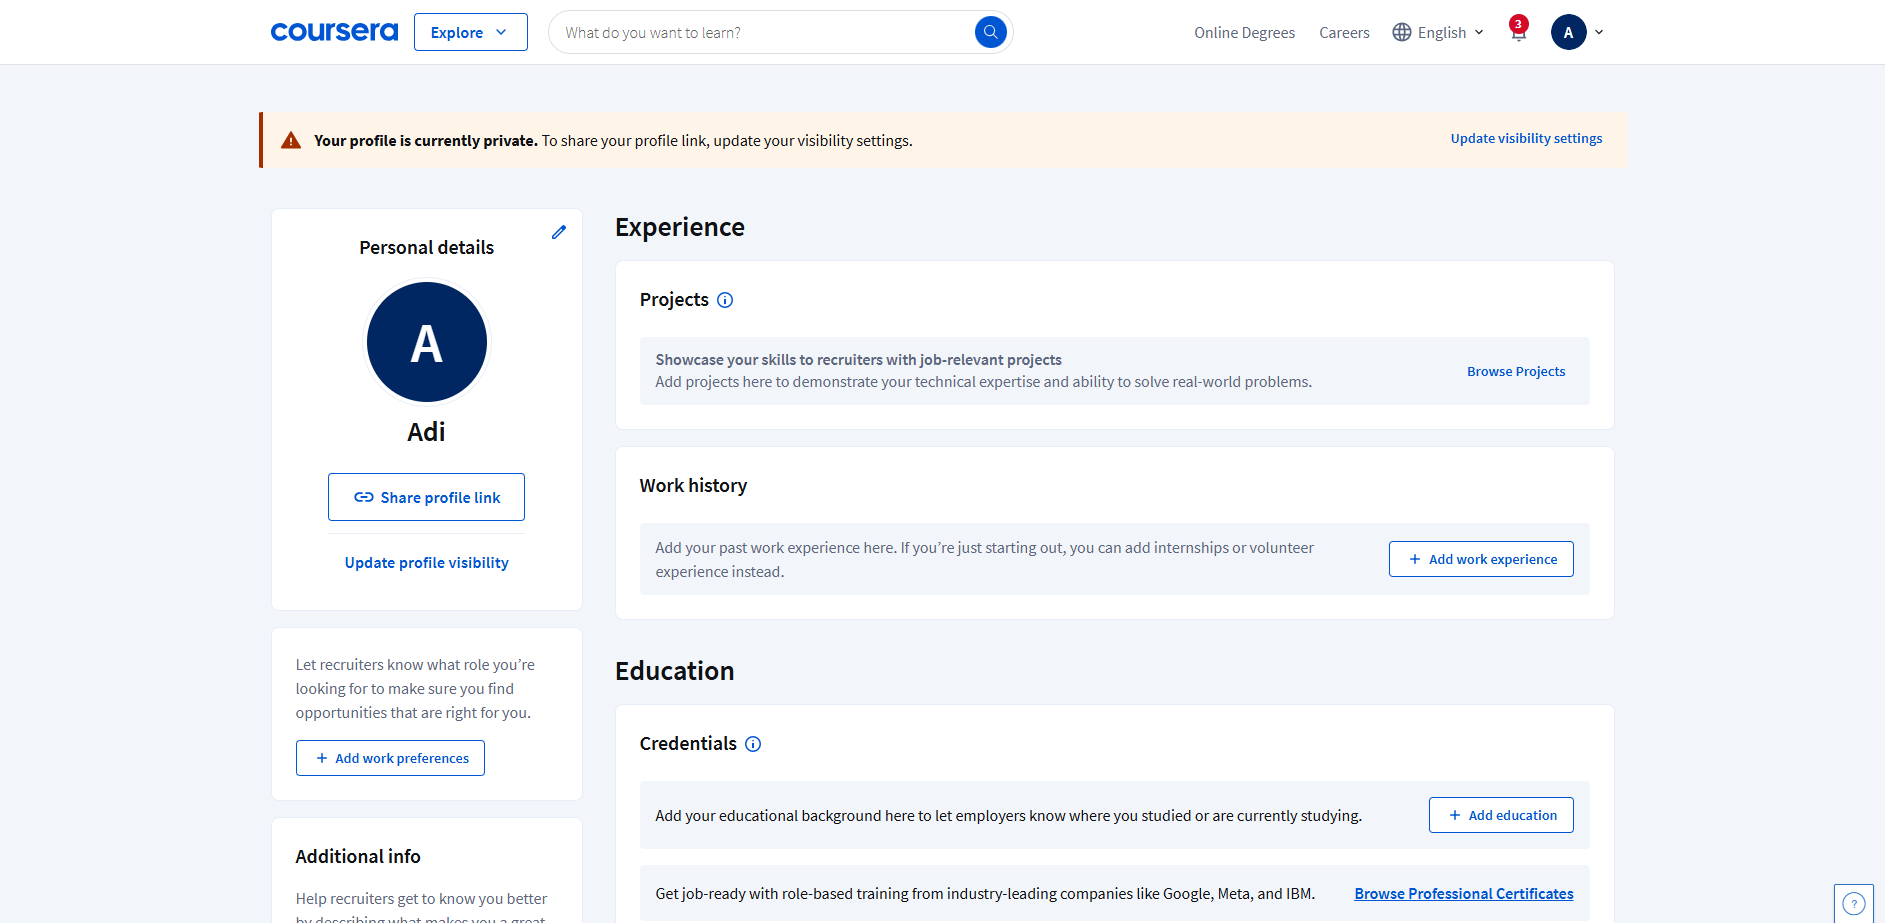 coursera
Explore
What do you want to learn?
Online Degrees
Careers
English
3
A
Your profile is currently private. To share your profile link, update your visibility settings.
Update visibility settings
Personal details
A
Adi
Share profile link
Update profile visibility
Let recruiters know what role you're
looking for to make sure you find
opportunities that are right for you.
+ Add work preferences
Additional info
Help recruiters get to know you better
by describing what makes you a great
Experience
Projects
Showcase your skills to recruiters with job-relevant projects
Add projects here to demonstrate your technical expertise and ability to solve real-world problems.
Browse Projects
Work history
Add your past work experience here. If you're just starting out, you can add internships or volunteer
experience instead.
+ Add work experience
Education
Credentials
Add your educational background here to let employers know where you studied or are currently studying.
+ Add education
Get job-ready with role-based training from industry-leading companies like Google, Meta, and IBM.
Browse Professional Certificates
?